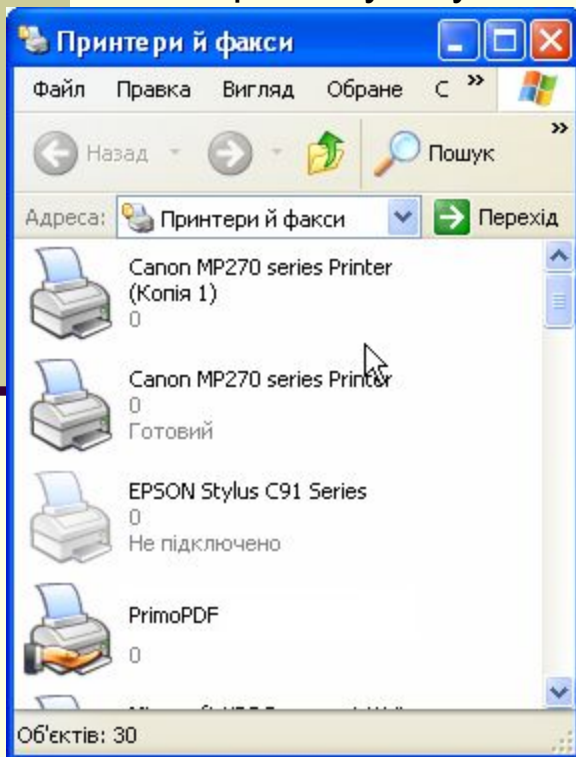 Принтери й факси
Файл Правка Вигляд Обране С »
Назад Пошук »
Адреса: Принтери й факси Перехід
Canon MP270 series Printer
(Копія 1)
0
Canon MP270 series Printer
0
Готовий
EPSON Stylus C91 Series
0
Не підключено
PrimoPDF
0
Об'єктів: 30